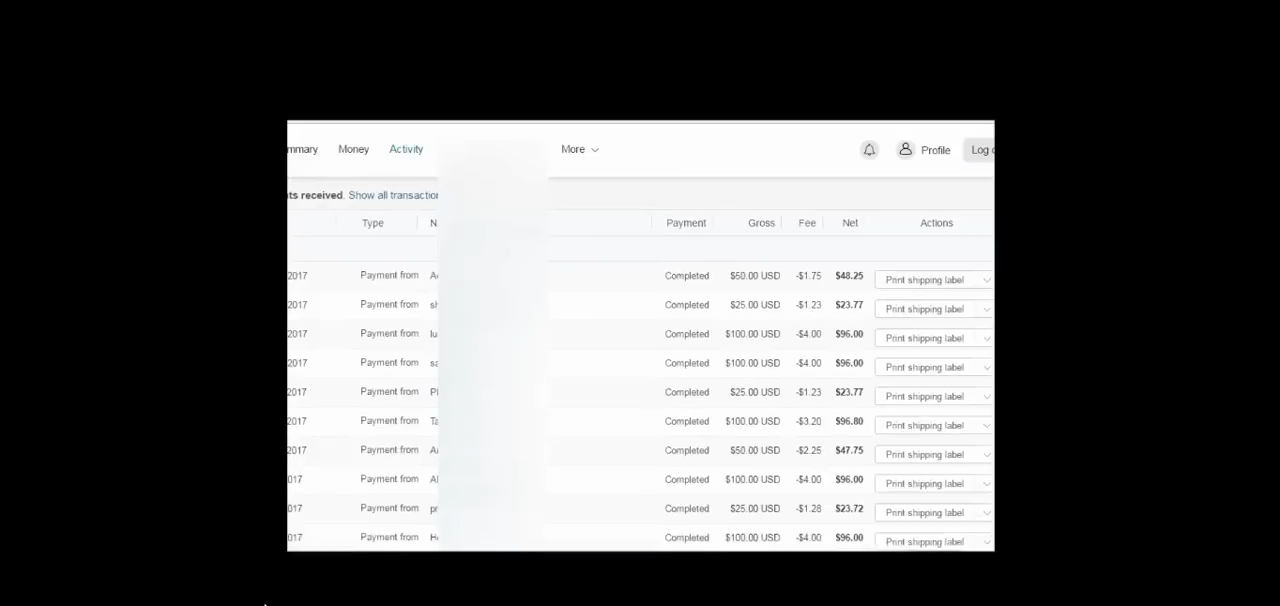 mmary Money Activity More Profile Log
ts received. Show all transaction
Type N Payment Gross Fee Net Actions
2017 Payment from A Completed $50.00 USD -$1.75 $48.25 Print shipping label
2017 Payment from sh Completed $25.00 USD -$1.23 $23.77 Print shipping label
2017 Payment from lu Completed $100.00 USD -$4.00 $96.00 Print shipping label
2017 Payment from sa Completed $100.00 USD -$4.00 $96.00 Print shipping label
2017 Payment from Pl Completed $25.00 USD -$1.23 $23.77 Print shipping label
2017 Payment from Ta Completed $100.00 USD -$3.20 $96.80 Print shipping label
2017 Payment from A Completed $50.00 USD -$2.25 $47.75 Print shipping label
017 Payment from Al Completed $100.00 USD -$4.00 $96.00 Print shipping label
017 Payment from pr Completed $25.00 USD -$1.28 $23.72 Print shipping label
017 Payment from H Completed $100.00 USD -$4.00 $96.00 Print shipping label